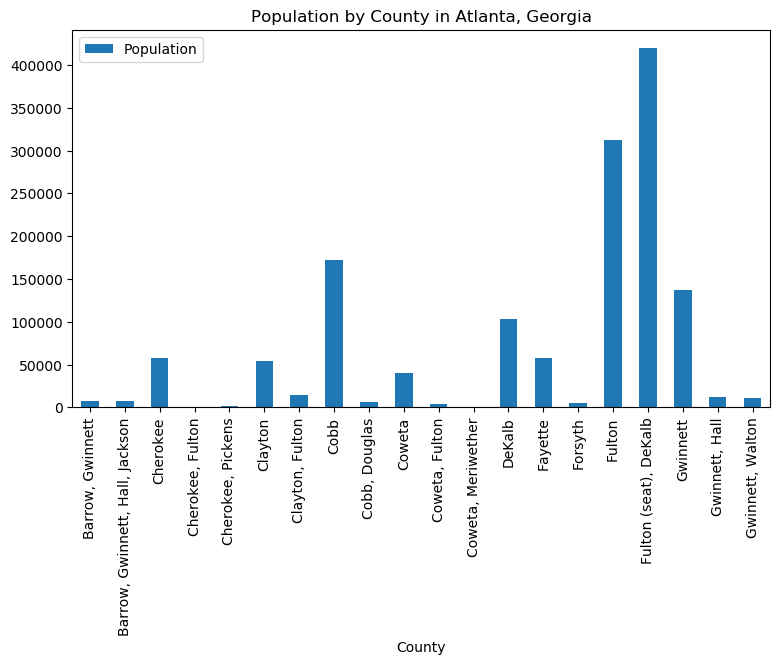 Population by County in Atlanta, Georgia
Population
400000
350000
300000
250000
200000
150000
100000
50000
0
Barrow, Gwinnett
Barrow, Gwinnett, Hall, Jackson
Cherokee
Cherokee, Fulton
Cherokee, Pickens
Clayton
Clayton, Fulton
Cobb
Cobb, Douglas
Coweta
Coweta, Fulton
Coweta, Meriwether
DeKalb
Fayette
Forsyth
Fulton
Fulton (seat), DeKalb
Gwinnett
Gwinnett, Hall
Gwinnett, Walton
County